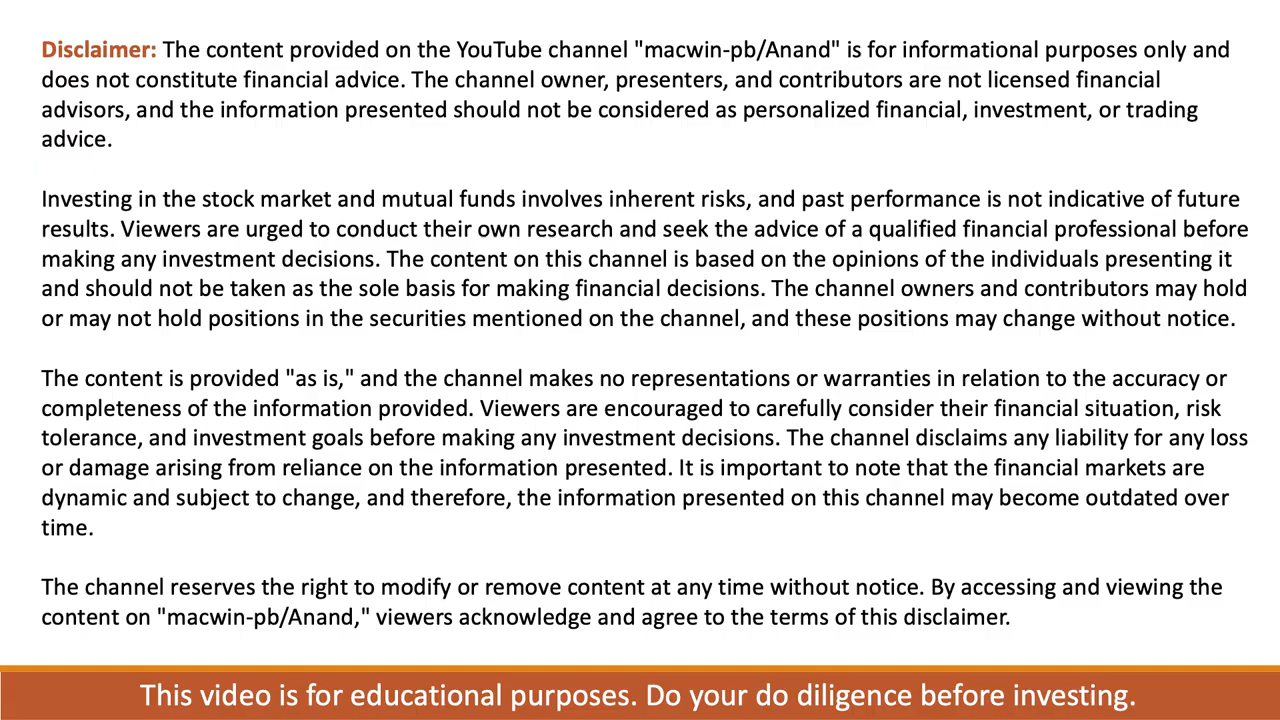 Disclaimer: The content provided on the YouTube channel "macwin-pb/Anand" is for informational purposes only and
does not constitute financial advice. The channel owner, presenters, and contributors are not licensed financial
advisors, and the information presented should not be considered as personalized financial, investment, or trading
advice.
Investing in the stock market and mutual funds involves inherent risks, and past performance is not indicative of future
results. Viewers are urged to conduct their own research and seek the advice of a qualified financial professional before
making any investment decisions. The content on this channel is based on the opinions of the individuals presenting it
and should not be taken as the sole basis for making financial decisions. The channel owners and contributors may hold
or may not hold positions in the securities mentioned on the channel, and these positions may change without notice.
The content is provided "as is," and the channel makes no representations or warranties in relation to the accuracy or
completeness of the information provided. Viewers are encouraged to carefully consider their financial situation, risk
tolerance, and investment goals before making any investment decisions. The channel disclaims any liability for any loss
or damage arising from reliance on the information presented. It is important to note that the financial markets are
dynamic and subject to change, and therefore, the information presented on this channel may become outdated over
time.
The channel reserves the right to modify or remove content at any time without notice. By accessing and viewing the
content on "macwin-pb/Anand," viewers acknowledge and agree to the terms of this disclaimer.
This video is for educational purposes. Do your do diligence before investing.